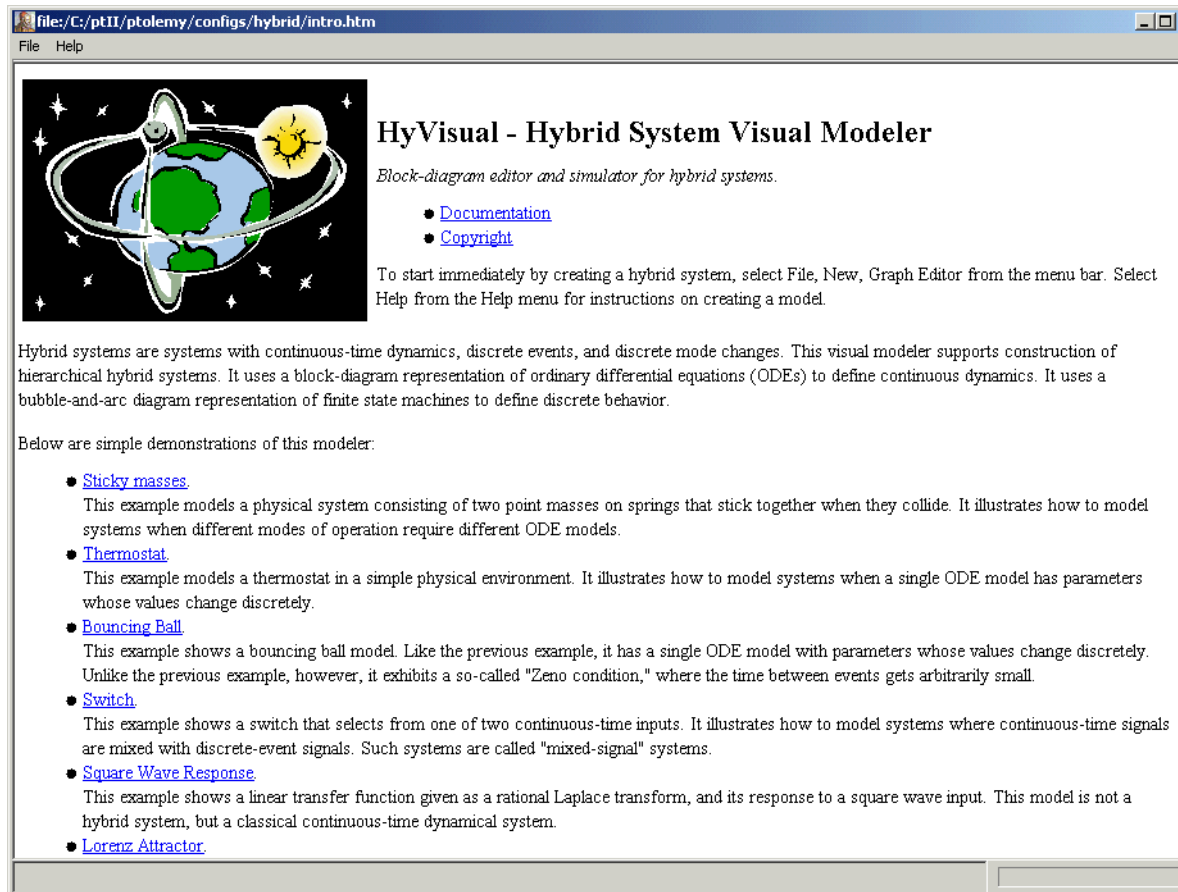 file:/C:/ptII/ptolemy/configs/hybrid/intro.htm
File Help
HyVisual - Hybrid System Visual Modeler
Block-diagram editor and simulator for hybrid systems.
Documentation
Copyright
To start immediately by creating a hybrid system, select File, New, Graph Editor from the menu bar. Select
Help from the Help menu for instructions on creating a model.
Hybrid systems are systems with continuous-time dynamics, discrete events, and discrete mode changes. This visual modeler supports construction of
hierarchical hybrid systems. It uses a block-diagram representation of ordinary differential equations (ODEs) to define continuous dynamics. It uses a
bubble-and-arc diagram representation of finite state machines to define discrete behavior.
Below are simple demonstrations of this modeler:
Sticky masses.
This example models a physical system consisting of two point masses on springs that stick together when they collide. It illustrates how to model
systems when different modes of operation require different ODE models.
Thermostat.
This example models a thermostat in a simple physical environment. It illustrates how to model systems when a single ODE model has parameters
whose values change discretely.
Bouncing Ball.
This example shows a bouncing ball model. Like the previous example, it has a single ODE model with parameters whose values change discretely.
Unlike the previous example, however, it exhibits a so-called "Zeno condition," where the time between events gets arbitrarily small.
Switch.
This example shows a switch that selects from one of two continuous-time inputs. It illustrates how to model systems where continuous-time signals
are mixed with discrete-event signals. Such systems are called "mixed-signal" systems.
Square Wave Response.
This example shows a linear transfer function given as a rational Laplace transform, and its response to a square wave input. This model is not a
hybrid system, but a classical continuous-time dynamical system.
Lorenz Attractor.